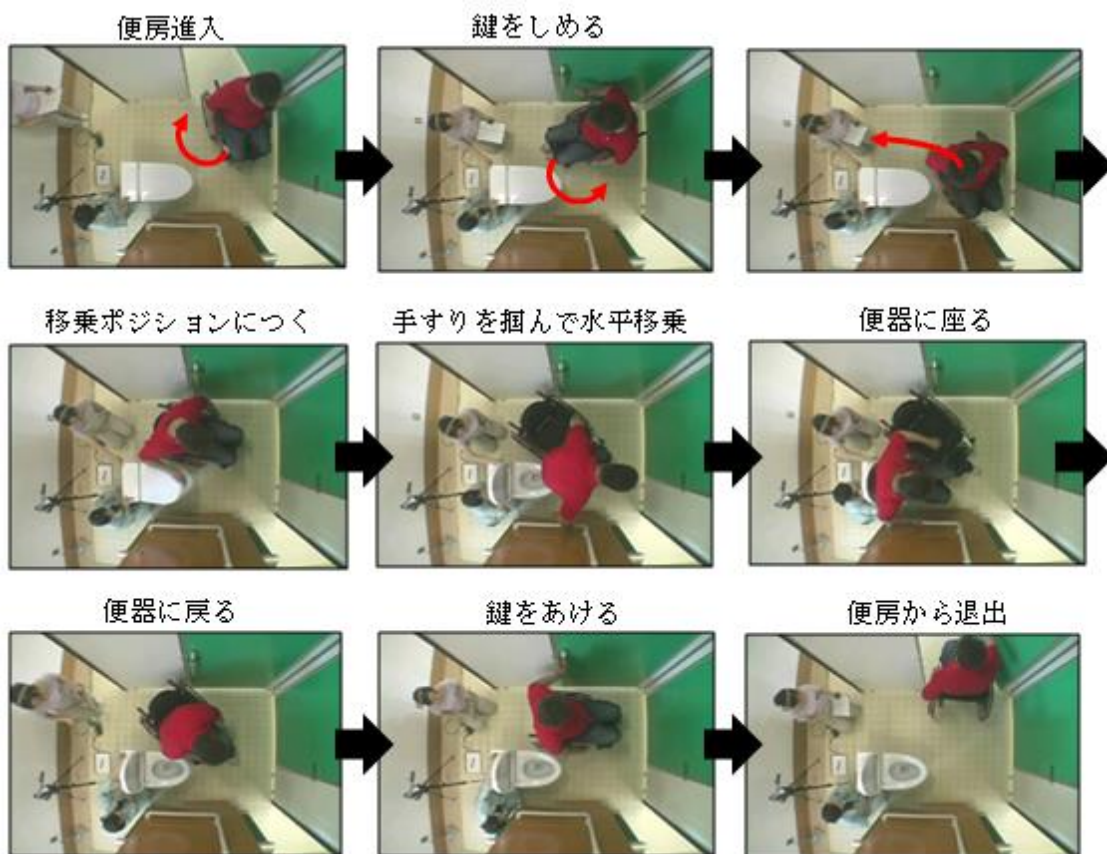 便房進入
鍵をしめる
移乗ポジションにつく
手すりを掴んで水平移乗
便器に座る
便器に戻る
鍵をあける
便房から退出